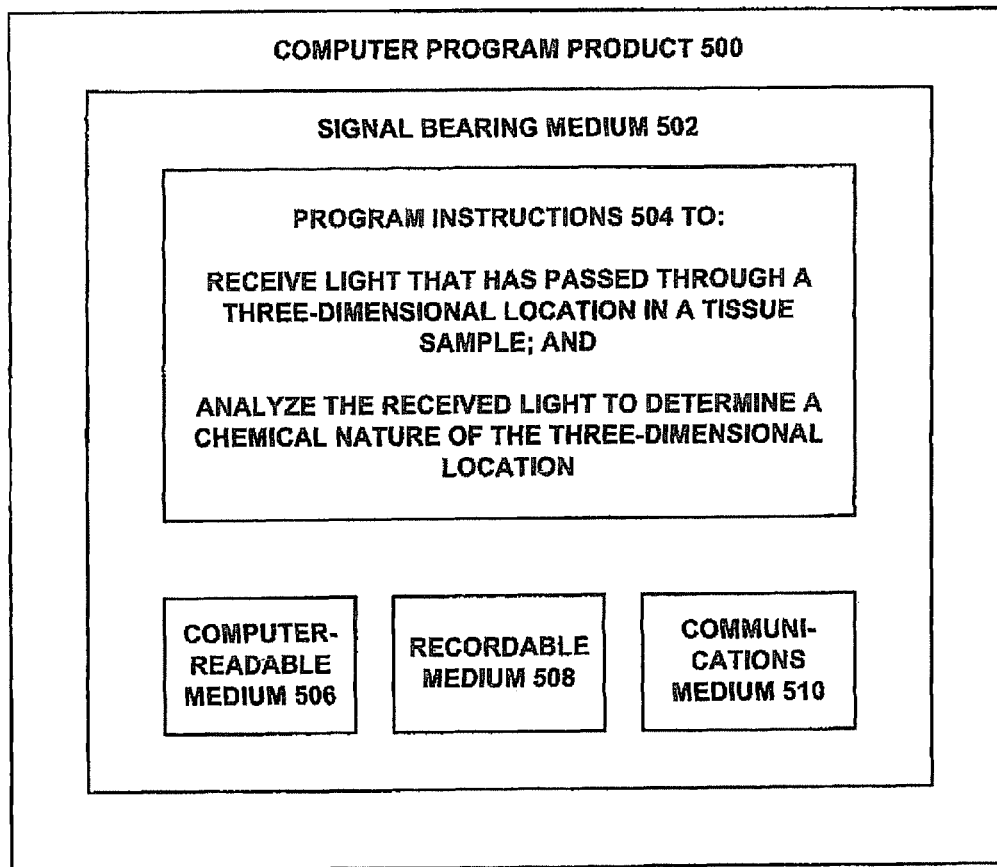 COMPUTER PROGRAM PRODUCT 500
SIGNAL BEARING MEDIUM 502
PROGRAM INSTRUCTIONS 504 TO:
RECEIVE LIGHT THAT HAS PASSED THROUGH A
THREE-DIMENSIONAL LOCATION IN A TISSUE
SAMPLE; AND
ANALYZE THE RECEIVED LIGHT TO DETERMINE A
CHEMICAL NATURE OF THE THREE-DIMENSIONAL
LOCATION
COMPUTER-
READABLE
MEDIUM 506
RECORDABLE
MEDIUM 508
COMMUNI-
CATIONS
MEDIUM 510